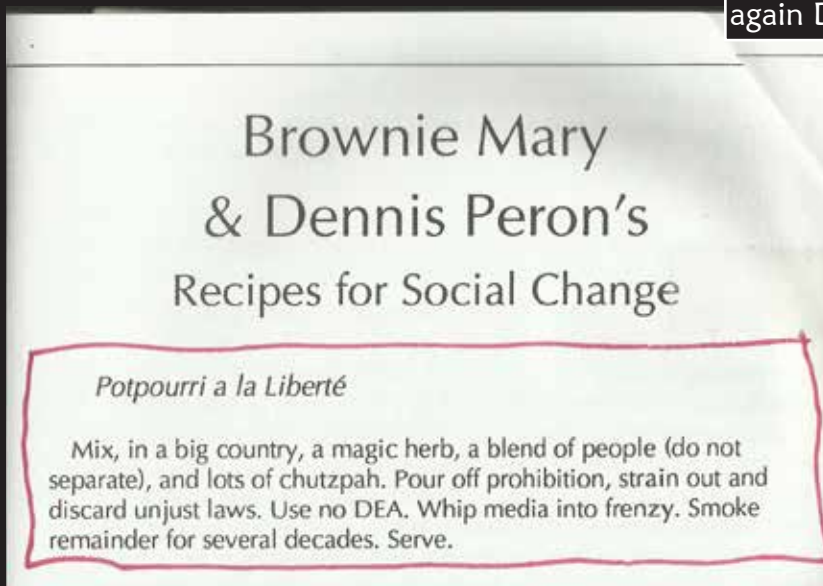 again
Brownie Mary
& Dennis Peron's
Recipes for Social Change
Potpourri a la Liberté
Mix, in a big country, a magic herb, a blend of people (do not
separate), and lots of chutzpah. Pour off prohibition, strain out and
discard unjust laws. Use no DEA. Whip media into frenzy. Smoke
remainder for several decades. Serve.